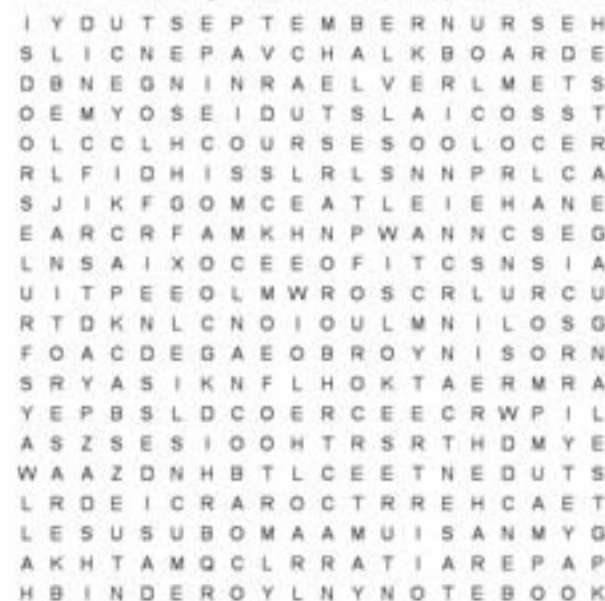 I Y D U T S E P T E M B E R N U R S E H
S L I C N E P A V C H A L K B O A R D E
D B N E G N I N R A E L V E R L M E T S
O E M Y O S E I D U T S L A I C O S S T
O L C C L H C O U R S E S O O L O C E R
R L F I D H I S S L R L S N N P R L C A
S J I K F G O M C E A T L E I E H A N E
E A R C R F A M K H N P W A N N C S E G
L N S A I X O C E E O F I T C S N S I A
U I T P E E O L M W R O S C R L U R C U
R T D K N L C N O I O U L M N I L O S G
F O A C D E G A E O B R O Y N I S O R N
S R Y A S I K N F L H O K T A E R M R A
Y E P B S L D C O E R C E E C R W P I L
A S Z S E S I O O H T R S R T H D M Y E
W A A Z D N H B T L C E E T N E D U T S
L R D E I C R A R O C T R R E H C A E T
L E S U S U B O M A A M U I S A N M Y G
A K H T A M Q C L R R A T I A R E P A P
H B I N D E R O Y L N Y N O T E B O O K